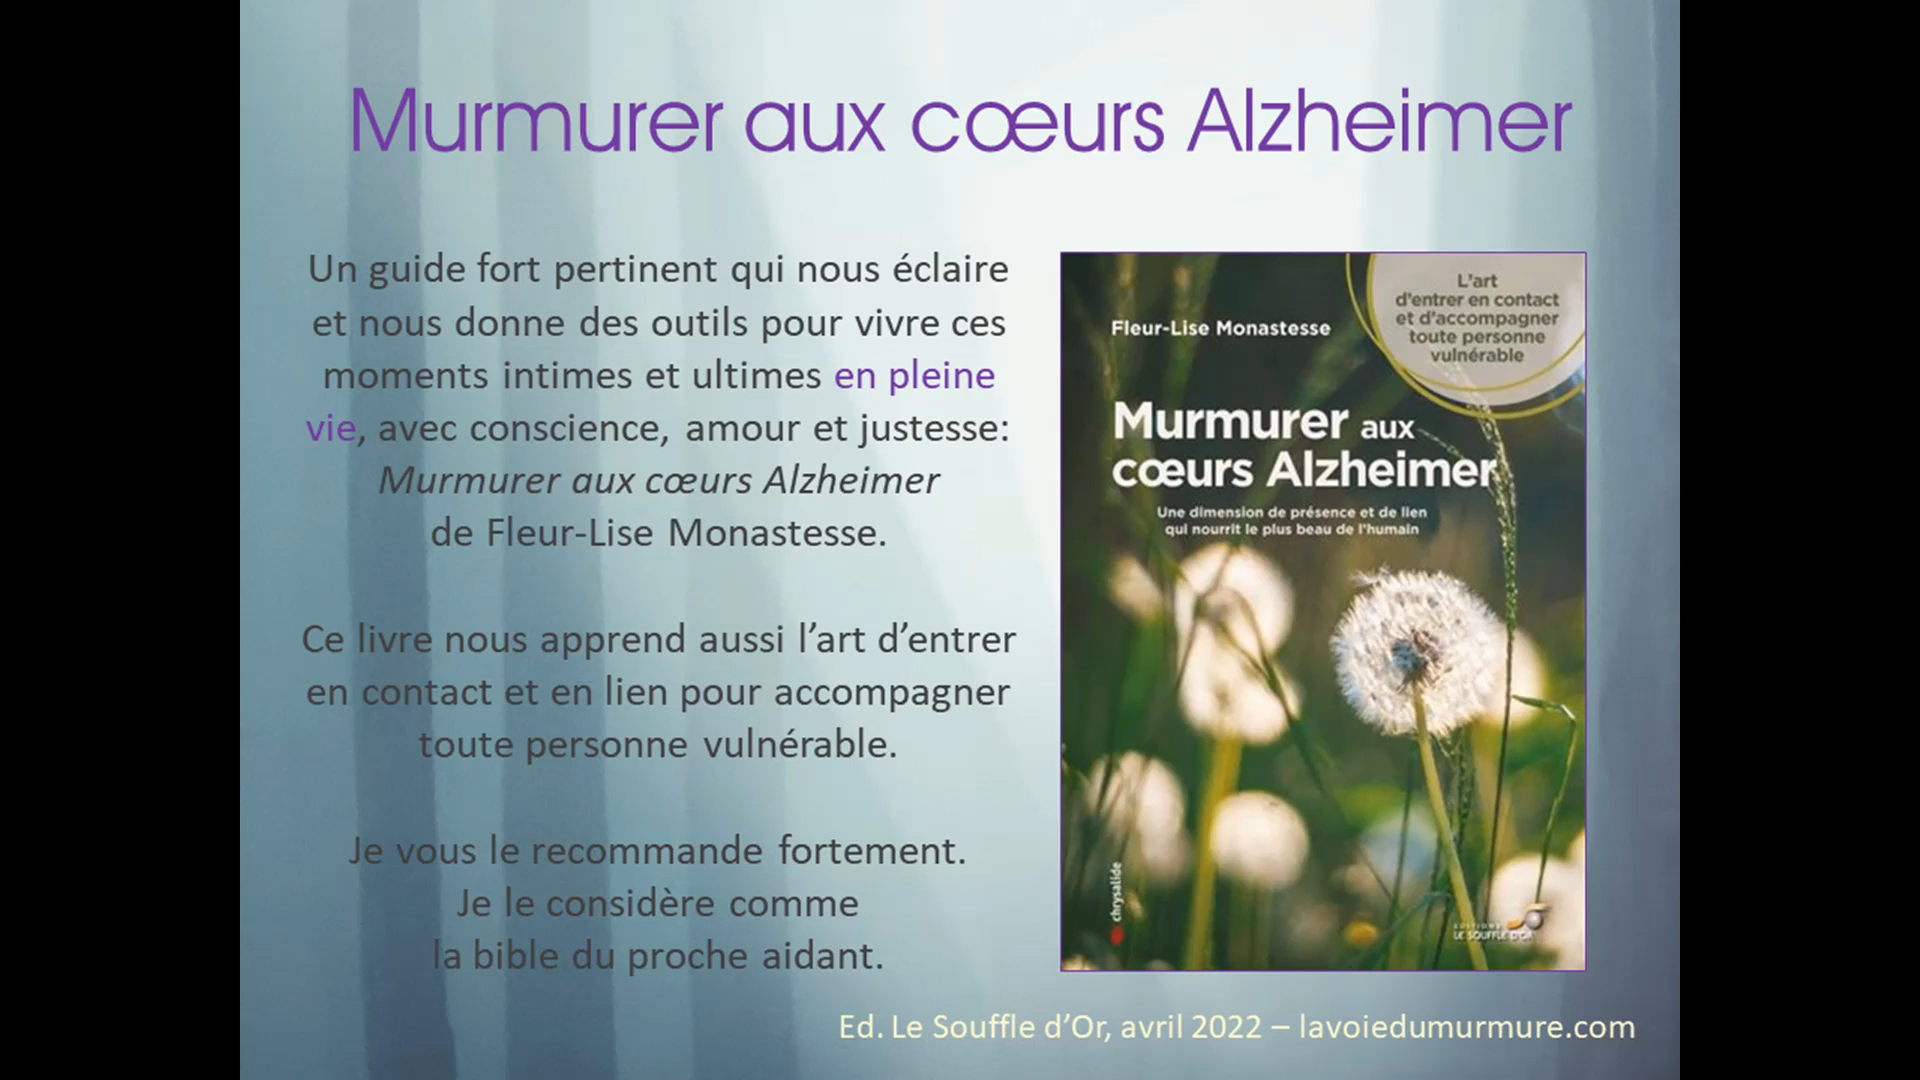 Murmurer aux cœurs Alzheimer
Un guide fort pertinent qui nous éclaire
et nous donne des outils pour vivre ces
moments intimes et ultimes en pleine
vie, avec conscience, amour et justesse:
Murmurer aux cœurs Alzheimer
de Fleur-Lise Monastesse.
Ce livre nous apprend aussi l’art d’entrer
en contact et en lien pour accompagner
toute personne vulnérable.
Je vous le recommande fortement.
Je le considère comme
la bible du proche aidant.
L'art
d'entrer en contact
et d'accompagner
toute personne
vulnérable
Fleur-Lise Monastesse
Murmurer aux
cœurs Alzheimer
Une dimension de présence et de lien
qui nourrit le plus beau de l'humain
chrysalide
EDITIONS
LE SOUFFLE D'OR
Ed. Le Souffle d’Or, avril 2022 – lavoiedumurmure.com